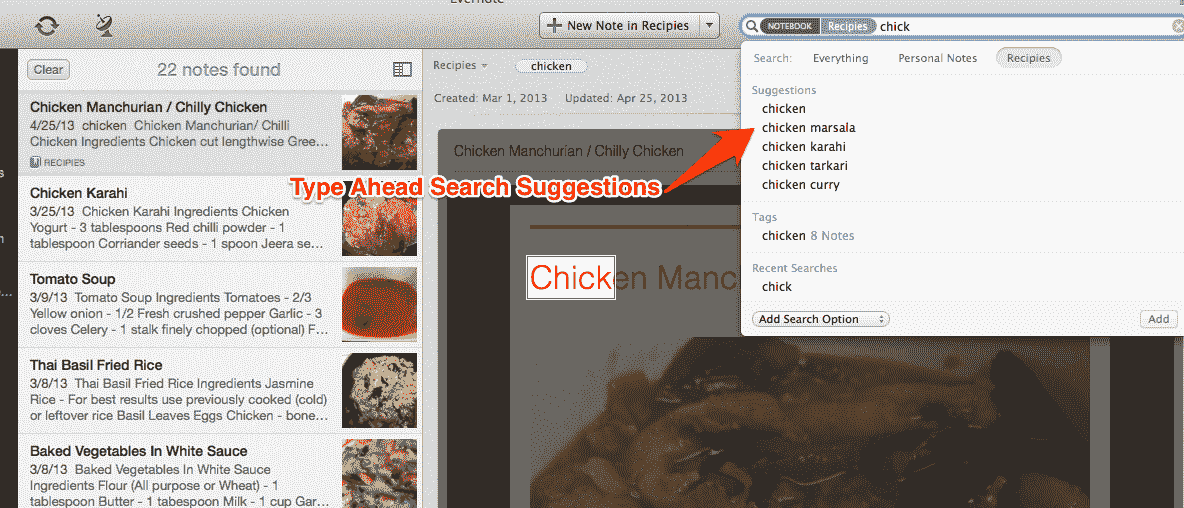 New Note in Recipies
NOTEBOOK Recipies chick
Clear
22 notes found
Chicken Manchurian / Chilly Chicken
4/25/13 chicken Chicken Manchurian/ Chilli
Chicken Ingredients Chicken cut lengthwise Gree...
RECIPES
Chicken Karahi
3/25/13 Chicken Karahi Ingredients Chicken
Yogurt - 3 tablespoons Red chilli powder - 1
tablespoon Corriander seeds - 1 spoon Jeera se...
Tomato Soup
3/9/13 Tomato Soup Ingredients Tomatoes - 2/3
Yellow onion - 1/2 Fresh crushed pepper Garlic - 3
cloves Celery - 1 stalk finely chopped (optional) F...
Thai Basil Fried Rice
3/8/13 Thai Basil Fried Rice Ingredients Jasmine
Rice - For best results use previously cooked (cold)
or leftover rice Basil Leaves Eggs Chicken - bone...
Baked Vegetables In White Sauce
3/8/13 Baked Vegetables In White Sauce
Ingredients Flour (All purpose or Wheat) - 1
tablespoon Butter - 1 tabespoon Milk - 1 cup Gar...
Recipies
chicken
Created: Mar 1, 2013 Updated: Apr 25, 2013
Chicken Manchurian / Chilly Chicken
Type Ahead Search Suggestions
Chicken Manc
Search: Everything Personal Notes Recipies
Suggestions
chicken
chicken marsala
chicken karahi
chicken tarkari
chicken curry
Tags
chicken 8 Notes
Recent Searches
chick
Add Search Option
Add